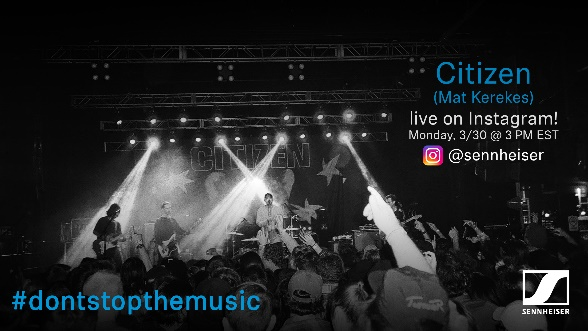 Citizen
(Mat Kerekes)
live on Instagram!
Monday, 3/30 @ 3 PM EST
@sennheiser
CITIZEN
#dontstopthemusic
SENNHEISER